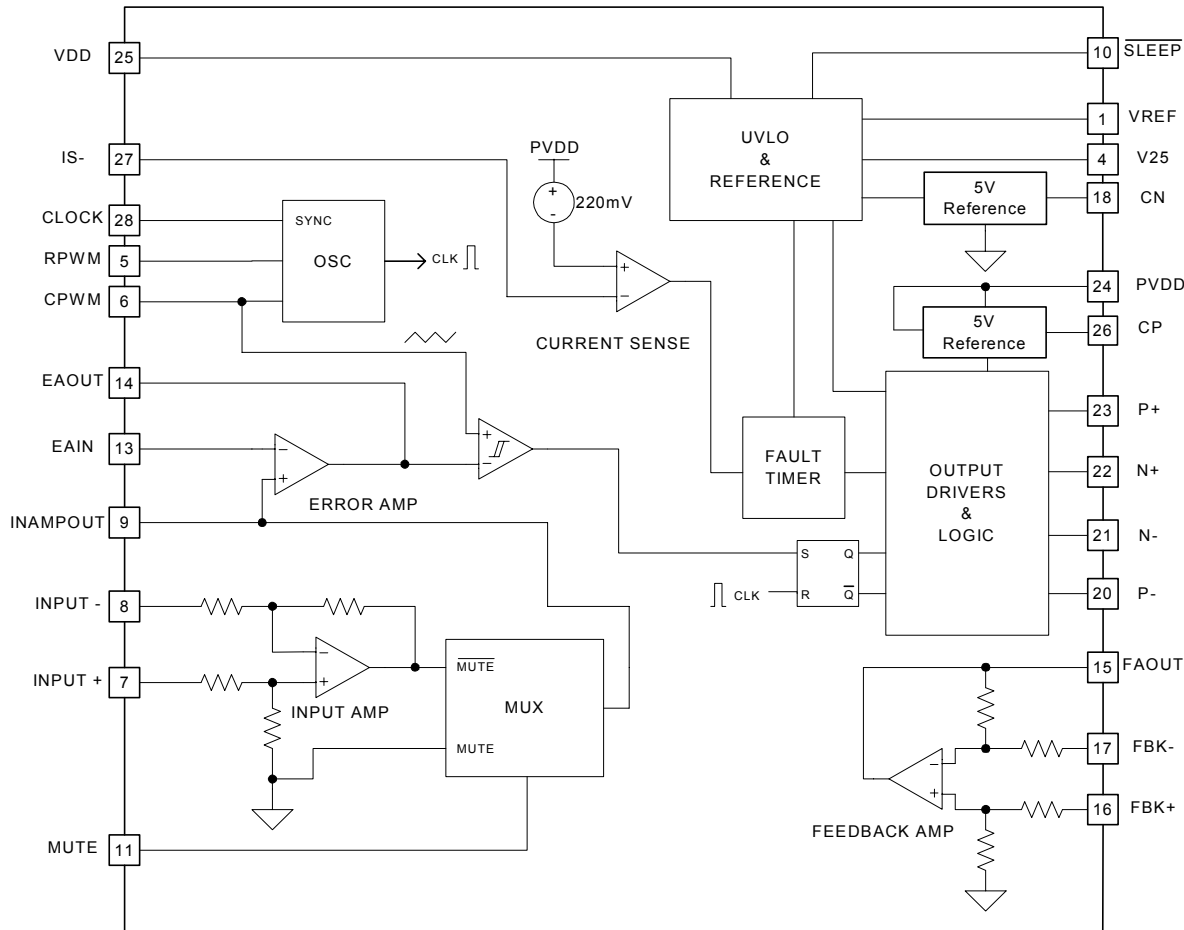 VDD 25
10 SLEEP
1 VREF
UVLO
&
REFERENCE
IS- 27
PVDD
4 V25
+
-
220mV
5V
Reference
18 CN
CLOCK 28
SYNC
RPWM 5
OSC
CLK
CPWM 6
+
−
CURRENT SENSE
24 PVDD
5V
Reference
26 CP
EAOUT 14
23 P+
EAIN 13
−
+
ERROR AMP
+
−
FAULT
TIMER
OUTPUT
DRIVERS
&
LOGIC
22 N+
INAMPOUT 9
21 N-
S Q
CLK R Q
20 P-
INPUT - 8
−
+
INPUT AMP
INPUT + 7
MUTE
MUX
MUTE
15 FAOUT
17 FBK-
−
+
16 FBK+
FEEDBACK AMP
MUTE 11